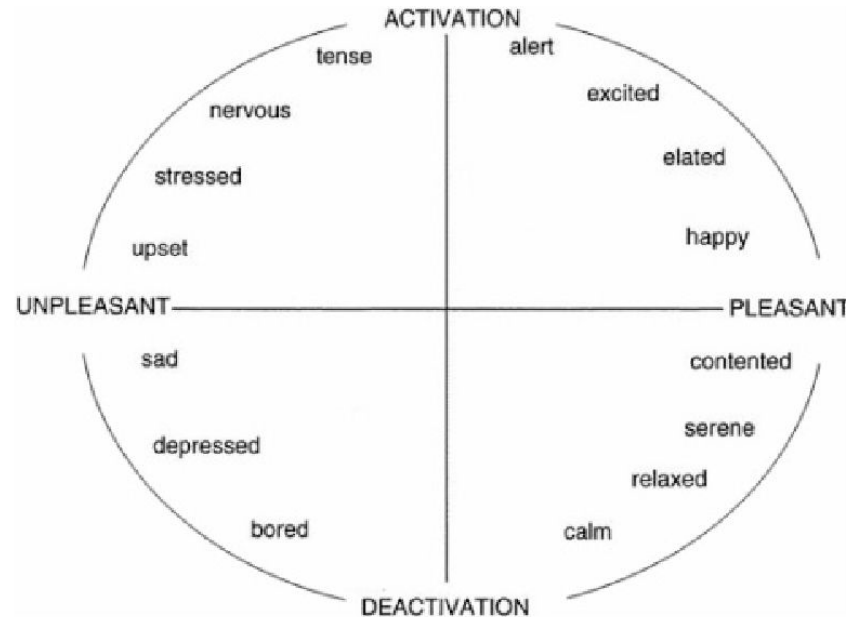 ACTIVATION
tense
alert
nervous
excited
stressed
elated
upset
happy
UNPLEASANT
PLEASANT
sad
contented
depressed
serene
relaxed
bored
calm
DEACTIVATION